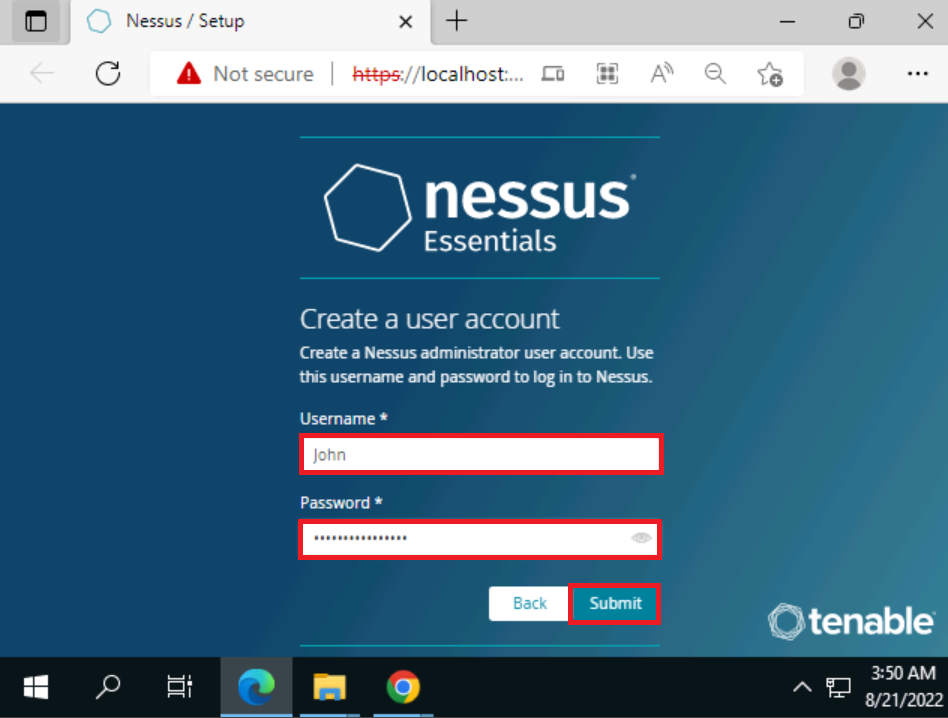 Nessus / Setup
Not secure https://localhost:...
nessus
Essentials
Create a user account
Create a Nessus administrator user account. Use
this username and password to log in to Nessus.
Username *
John
Password *
••••••••••••••••
Back Submit
tenable
3:50 AM
8/21/2022